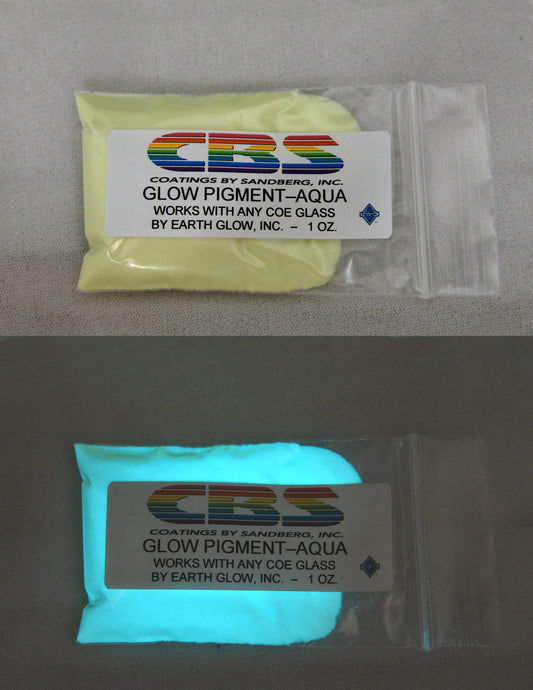 CBS
COATINGS BY SANDBERG, INC.
GLOW PIGMENT–AQUA
WORKS WITH ANY COE GLASS
BY EARTH GLOW, INC. – 1 OZ.
CBS
COATINGS BY SANDBERG, INC.
GLOW PIGMENT–AQUA
WORKS WITH ANY COE GLASS
BY EARTH GLOW, INC. – 1 OZ.